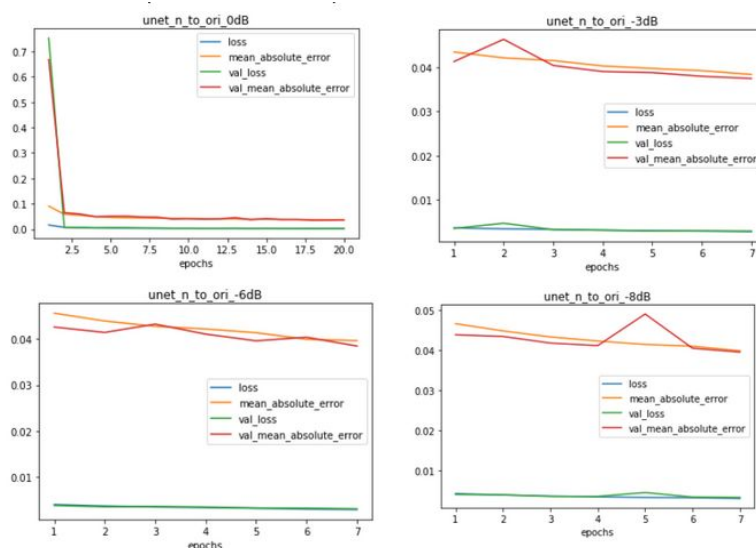 unet_n_to_ori_0dB
loss
mean_absolute_error
val_loss
val_mean_absolute_error
0.7
0.6
0.5
0.4
0.3
0.2
0.1
0.0
2.5 5.0 7.5 10.0 12.5 15.0 17.5 20.0
epochs
unet_n_to_ori_-3dB
0.04
0.03
0.02
0.01
loss
mean_absolute_error
val_loss
val_mean_absolute_error
1 2 3 4 5 6 7
epochs
unet_n_to_ori_-6dB
0.04
0.03
0.02
0.01
loss
mean_absolute_error
val_loss
val_mean_absolute_error
1 2 3 4 5 6 7
epochs
unet_n_to_ori_-8dB
0.05
0.04
0.03
0.02
0.01
loss
mean_absolute_error
val_loss
val_mean_absolute_error
1 2 3 4 5 6 7
epochs